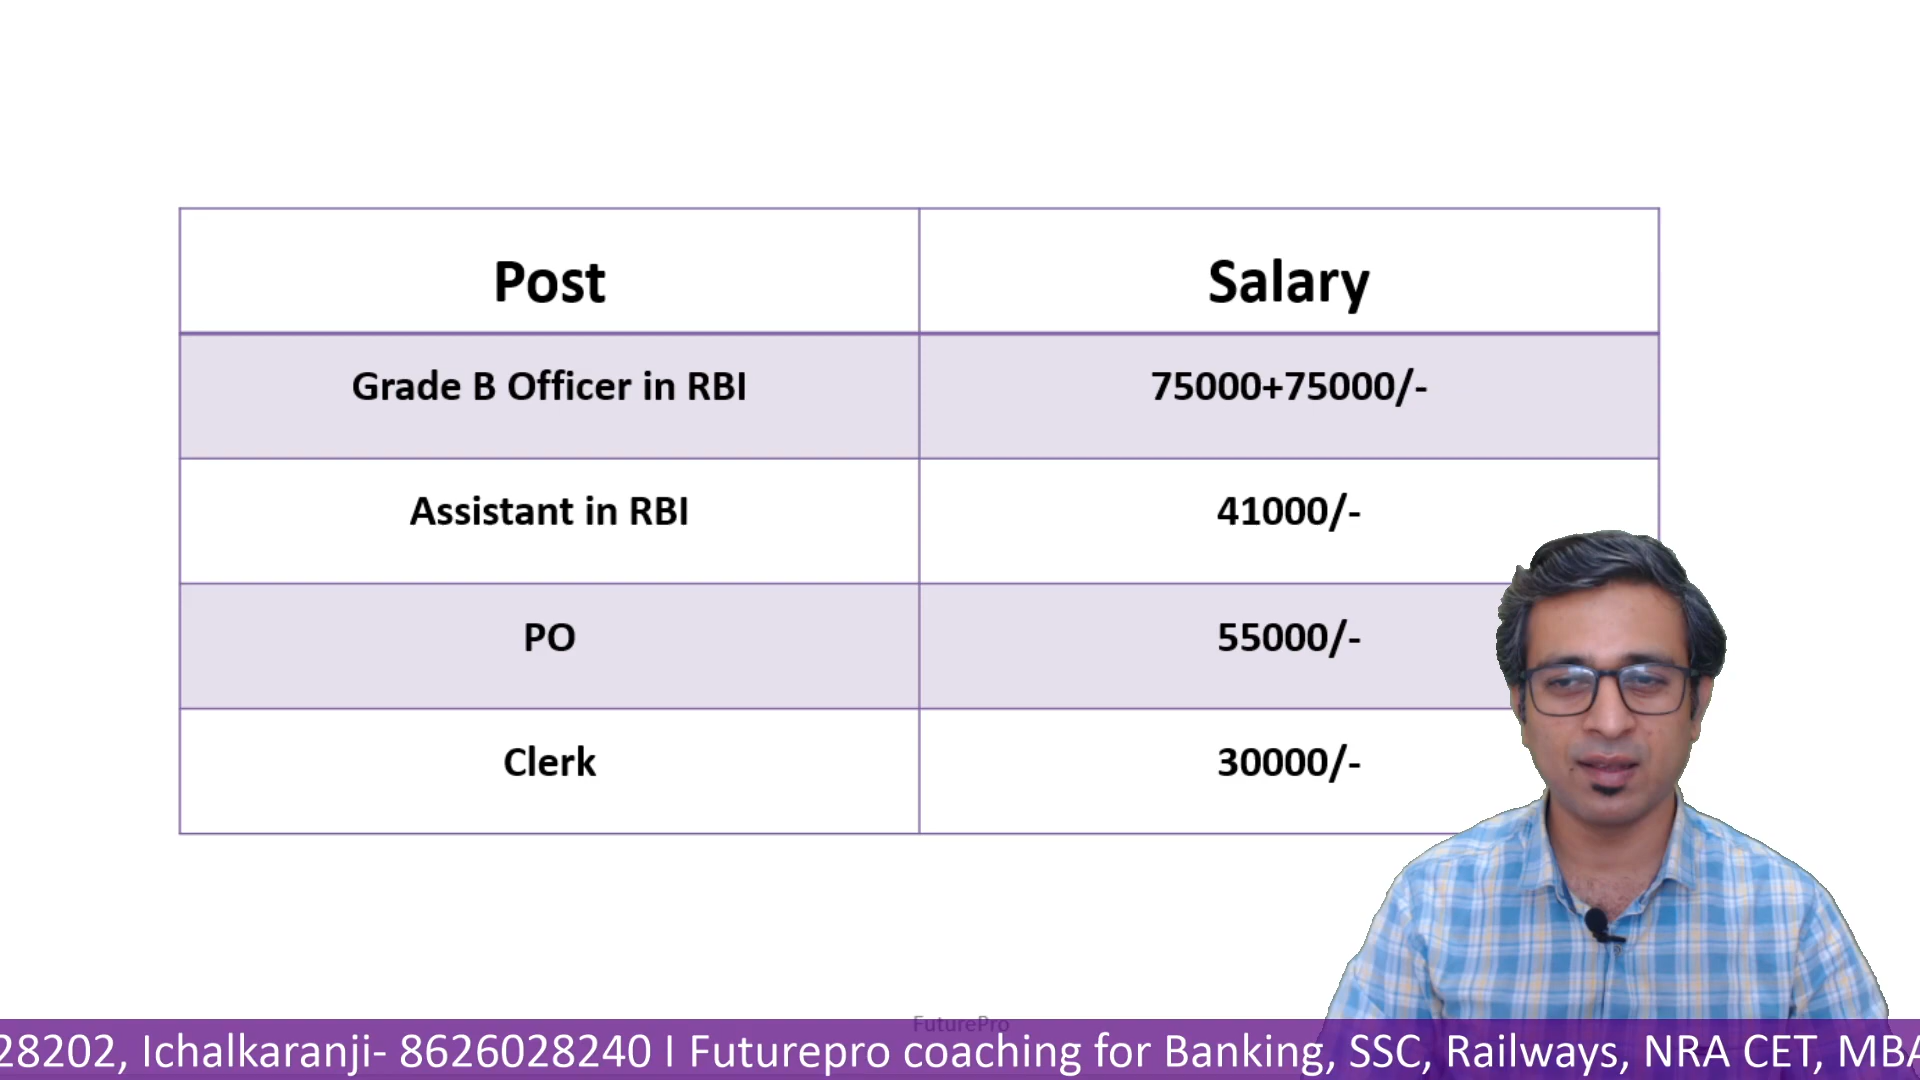 Post Salary
Grade B Officer in RBI 75000+75000/-
Assistant in RBI 41000/-
PO 55000/-
Clerk 30000/-
FuturePro
28202, Ichalkaranji- 8626028240 I Futurepro coaching for Banking, SSC, Railways, NRA CET, MBA